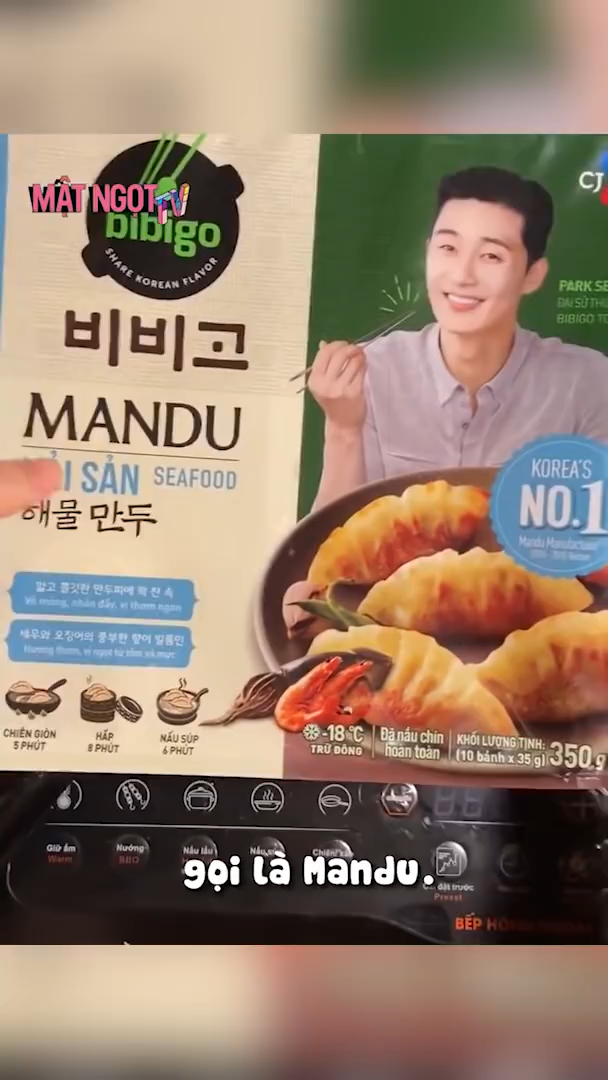 MẬT NGỌT TV
bibigo
SHARE KOREAN FLAVOR
CJ
비비고
PARK SE
ĐẠI SỨ THƯ
BIBIGO TO
MANDU
SẢN SEAFOOD
해물 만두
KOREA'S
NO.1
Mandu Manufacturer
얇고 쫄깃한 만두피에 꽉 찬 속
Vỏ mỏng, nhân đầy, vị thơm ngon
새우와 오징어의 풍부한 향이 일품인
Hương thơm, vị ngọt từ tôm và mực
CHIÊN GIÒN
5 PHÚT
HẤP
8 PHÚT
NẤU SÚP
6 PHÚT
-18°C
TRỮ ĐÔNG
Đã nấu chín
hoàn toàn
KHỐI LƯỢNG TỊNH:
(10 bánh x 35 g)
350g
Giữ ấm
Warm
Nướng
BBQ
Nấu lẩu
gọi là Mandu.
đặt trước
Preset
BẾP HỒNG